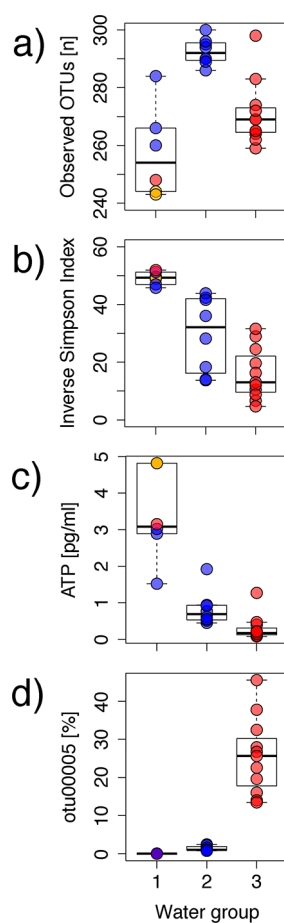 a)
Observed OTUs [n]
300
280
260
240
b)
Inverse Simpson Index
60
40
20
0
c)
ATP [pg/ml]
5
4
3
2
1
0
d)
otu00005 [%]
40
30
20
10
0
1 2 3
Water group